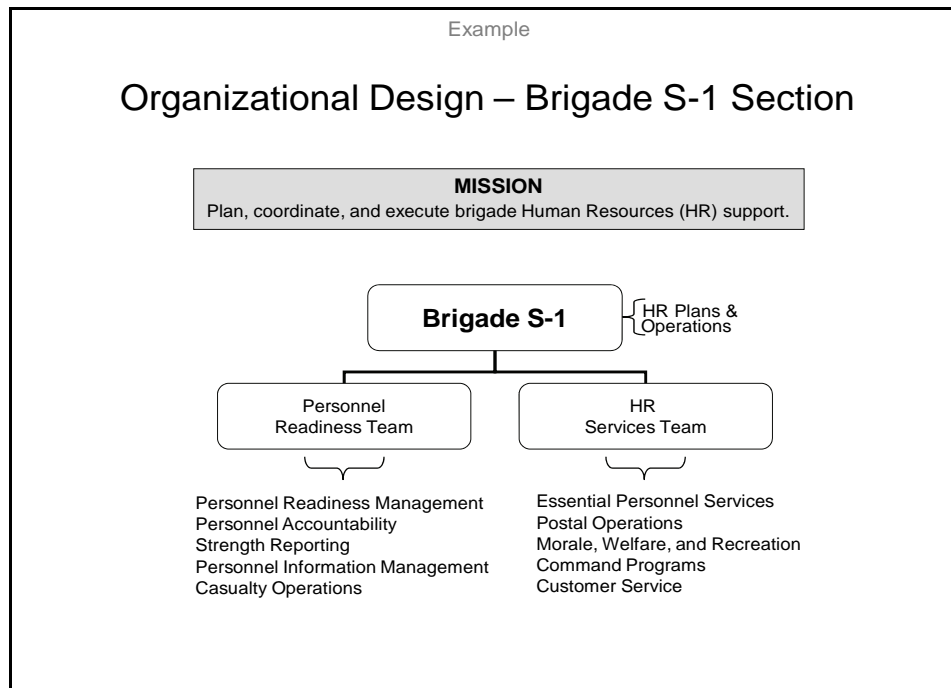 Example
Organizational Design – Brigade S-1 Section
MISSION
Plan, coordinate, and execute brigade Human Resources (HR) support.
Brigade S-1
HR Plans &
Operations
Personnel
Readiness Team
HR
Services Team
Personnel Readiness Management
Personnel Accountability
Strength Reporting
Personnel Information Management
Casualty Operations
Essential Personnel Services
Postal Operations
Morale, Welfare, and Recreation
Command Programs
Customer Service